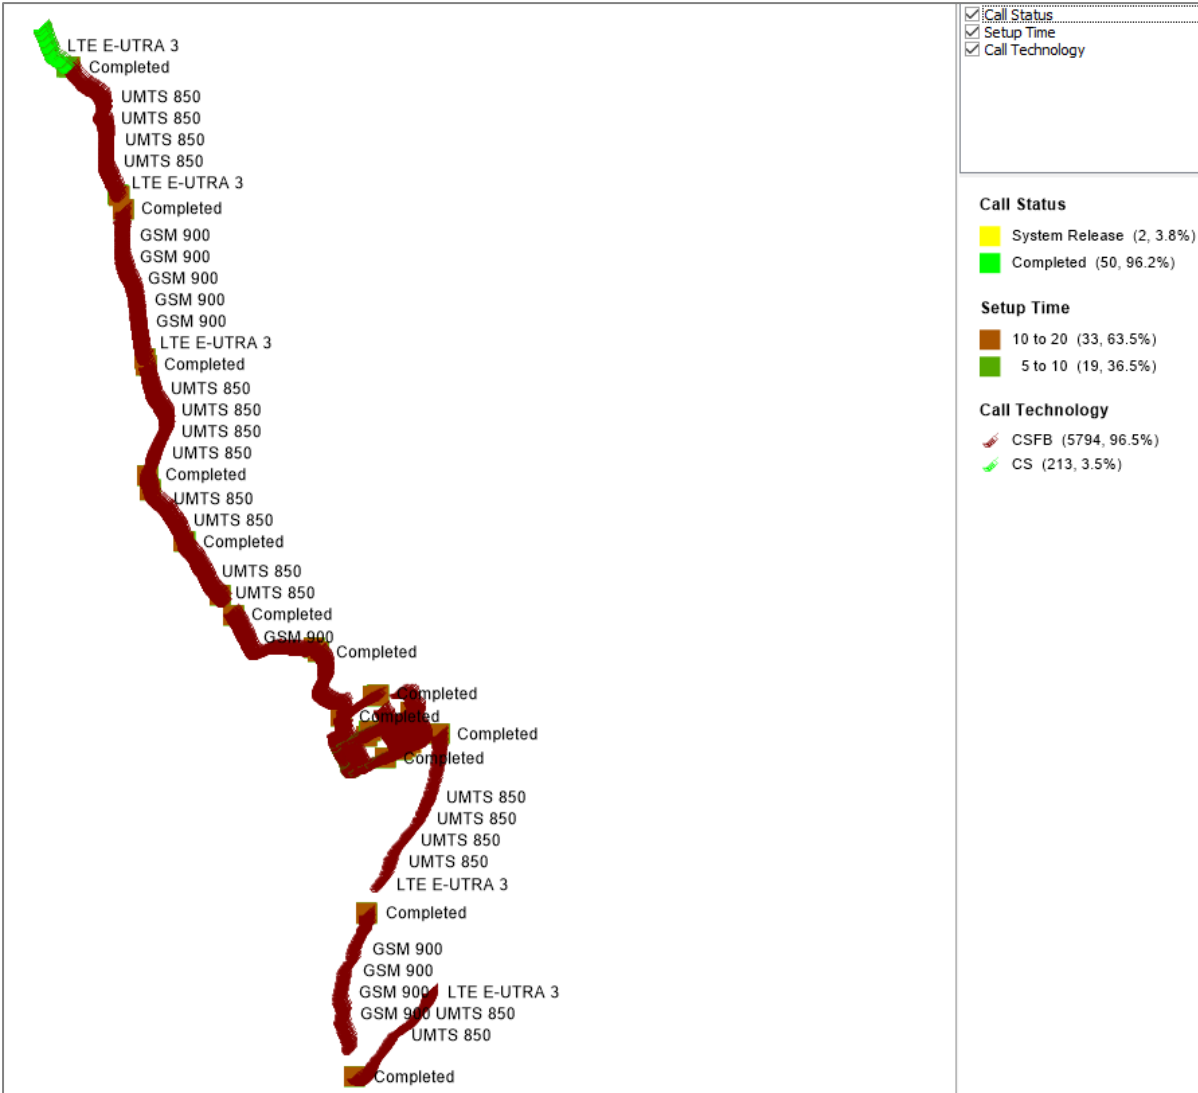 LTE E-UTRA 3
Completed
UMTS 850
UMTS 850
UMTS 850
UMTS 850
LTE E-UTRA 3
Completed
GSM 900
GSM 900
GSM 900
GSM 900
GSM 900
LTE E-UTRA 3
Completed
UMTS 850
UMTS 850
UMTS 850
UMTS 850
Completed
UMTS 850
UMTS 850
Completed
UMTS 850
UMTS 850
Completed
GSM 900
Completed
Completed
Completed
Completed
Completed
UMTS 850
UMTS 850
UMTS 850
UMTS 850
LTE E-UTRA 3
Completed
GSM 900
GSM 900
GSM 900 LTE E-UTRA 3
GSM 900 UMTS 850
UMTS 850
Completed
Call Status
Setup Time
Call Technology
Call Status
System Release (2, 3.8%)
Completed (50, 96.2%)
Setup Time
10 to 20 (33, 63.5%)
5 to 10 (19, 36.5%)
Call Technology
CSFB (5794, 96.5%)
CS (213, 3.5%)